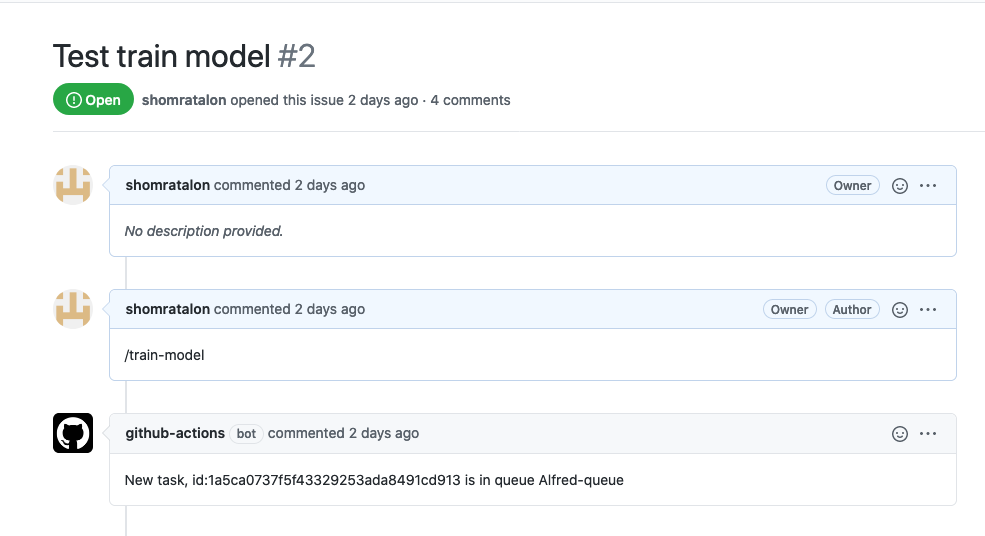 Test train model #2
Open shomratalon opened this issue 2 days ago · 4 comments
shomratalon commented 2 days ago Owner
No description provided.
shomratalon commented 2 days ago Owner Author
/train-model
github-actions bot commented 2 days ago
New task, id:1a5ca0737f5f43329253ada8491cd913 is in queue Alfred-queue